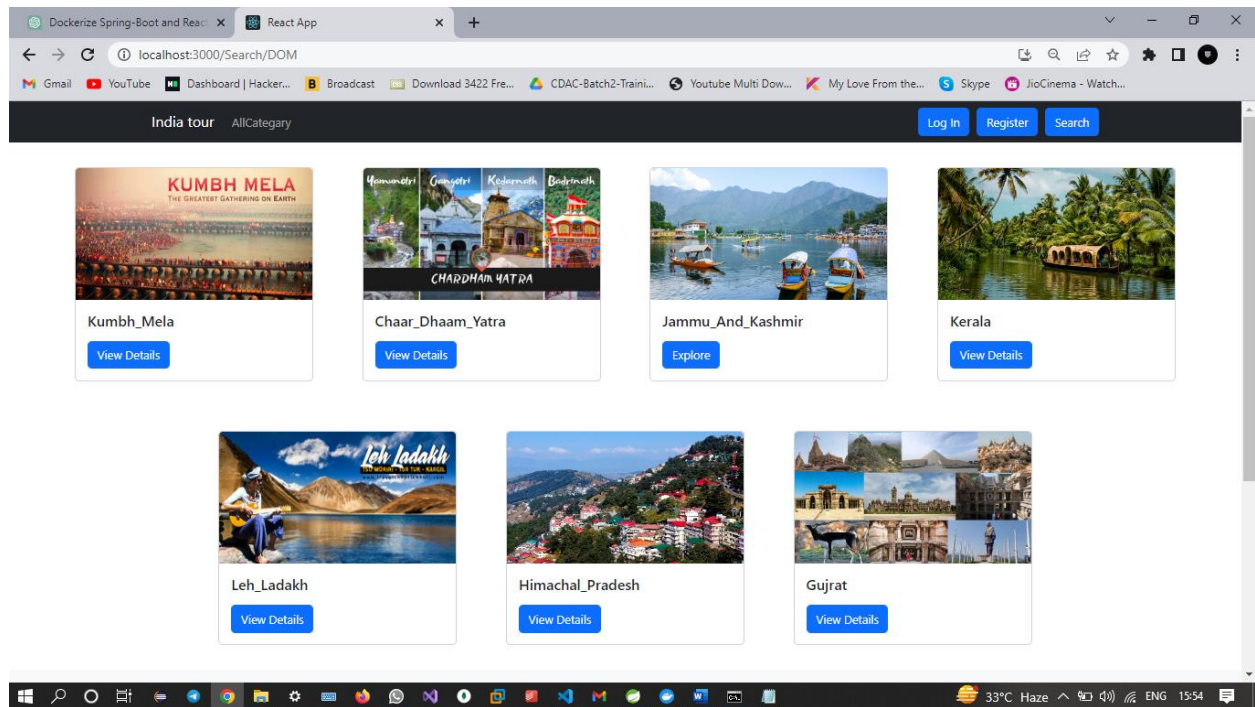 Dockerize Spring-Boot and Reac
React App
localhost:3000/Search/DOM
Gmail YouTube Dashboard | Hacker... Broadcast Download 3422 Fre... CDAC-Batch2-Traini... Youtube Multi Dow... My Love From the... Skype JioCinema - Watch...
India tour AllCategary Log In Register Search
KUMBH MELA
THE GREATEST GATHERING ON EARTH
Yamunotri Gangotri Kedarnath Badrinath
CHARDHAM YATRA
Kumbh_Mela Chaar_Dhaam_Yatra Jammu_And_Kashmir Kerala
View Details View Details Explore View Details
Leh Ladakh
Leh_Ladakh Himachal_Pradesh Gujrat
View Details View Details View Details
33°C Haze ENG 15:54